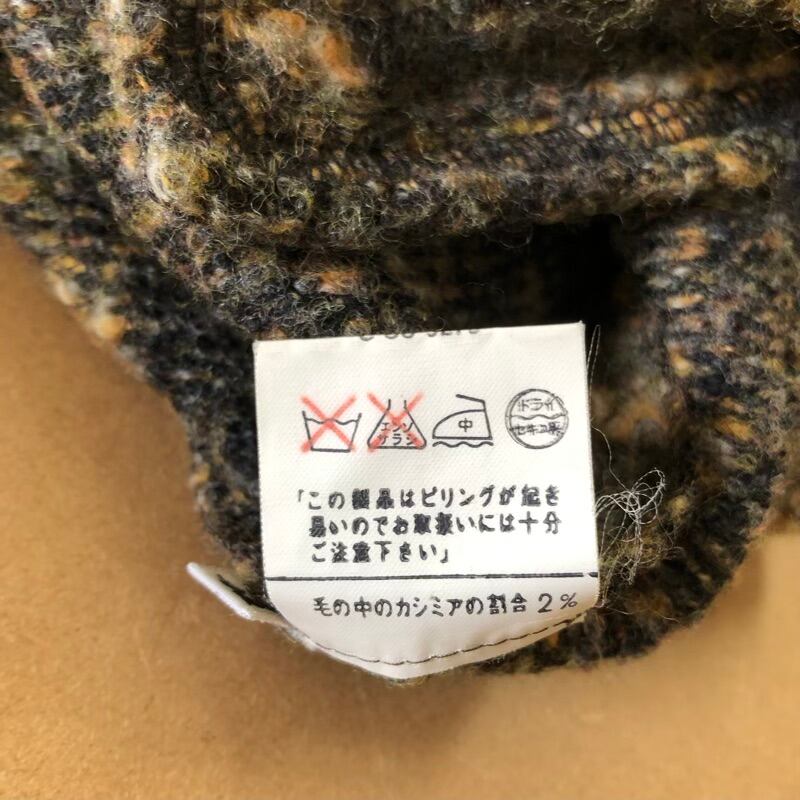 エンソ
サラシ
中
ドライ
セキユ系
「この製品はピリングが起き
易いのでお取扱いには十分
ご注意下さい」
毛の中のカシミアの割合 2%